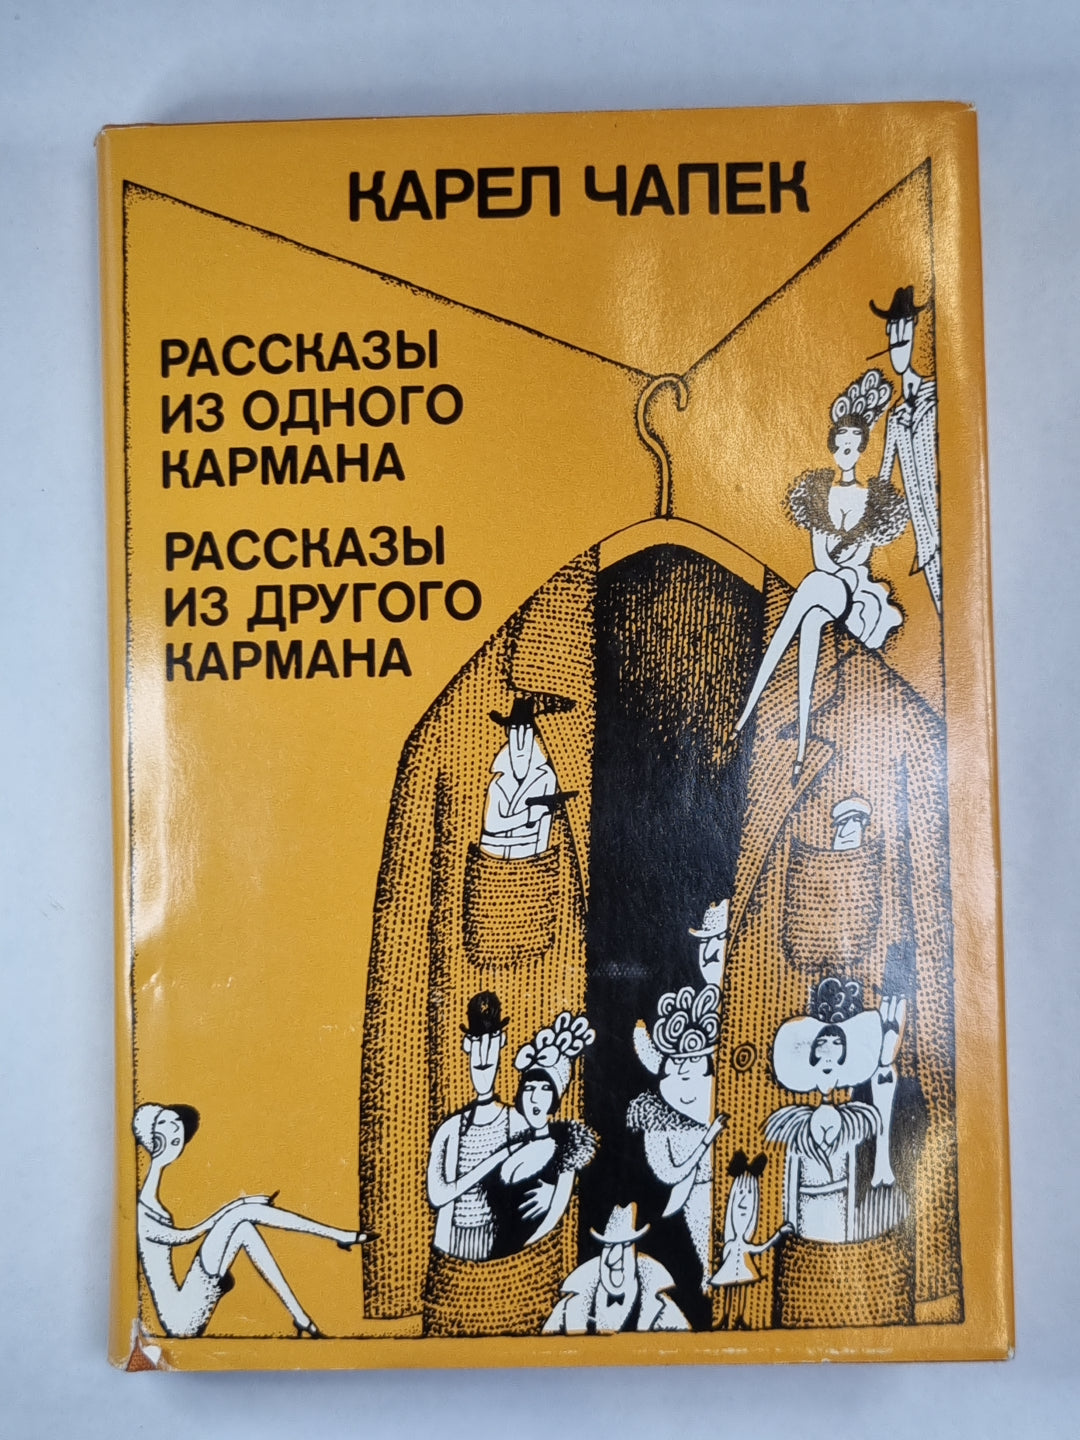 КАРЕЛ ЧАПЕК
РАССКАЗЫ
ИЗ ОДНОГО
КАРМАНА
РАССКАЗЫ
ИЗ ДРУГОГО
КАРМАНА